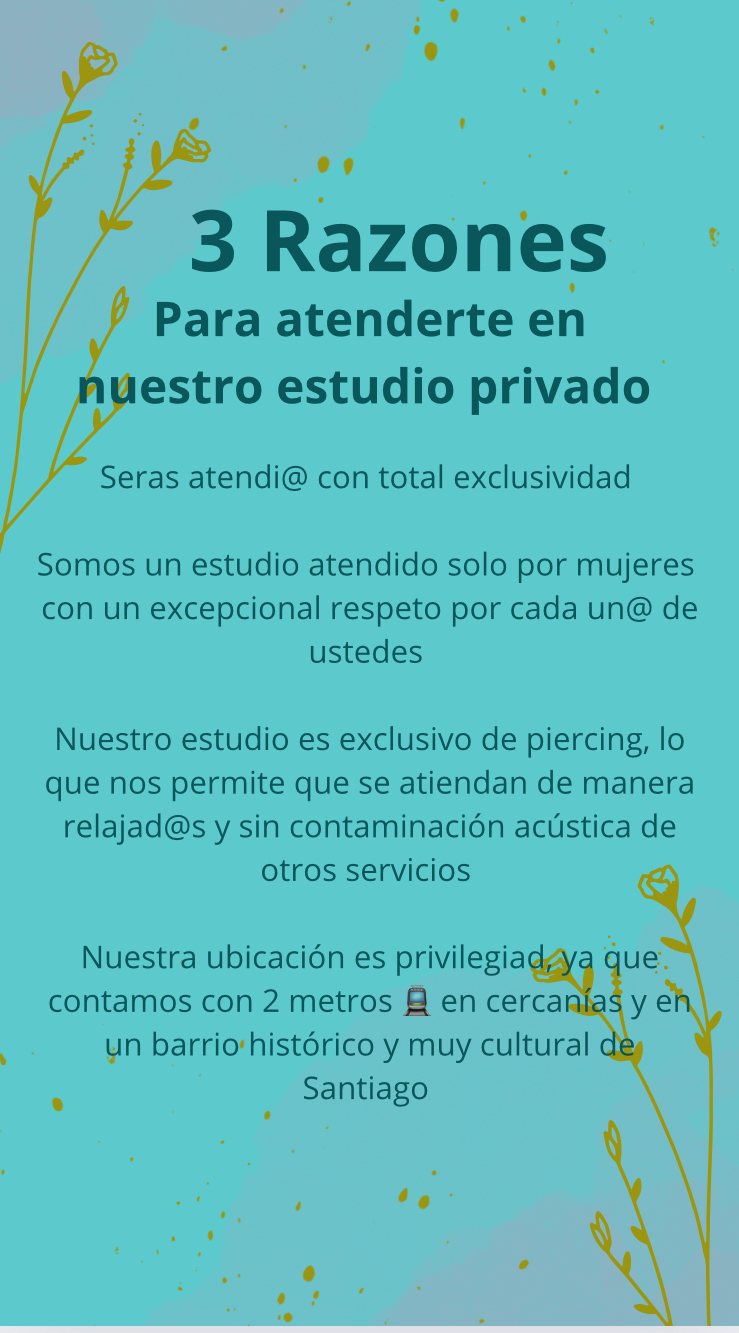 3 Razones
Para atenderte en
nuestro estudio privado
Seras atendi@ con total exclusividad
Somos un estudio atendido solo por mujeres
con un excepcional respeto por cada un@ de
ustedes
Nuestro estudio es exclusivo de piercing, lo
que nos permite que se atiendan de manera
relajad@s y sin contaminación acústica de
otros servicios
Nuestra ubicación es privilegiad, ya que
contamos con 2 metros 🚊 en cercanías y en
un barrio histórico y muy cultural de
Santiago